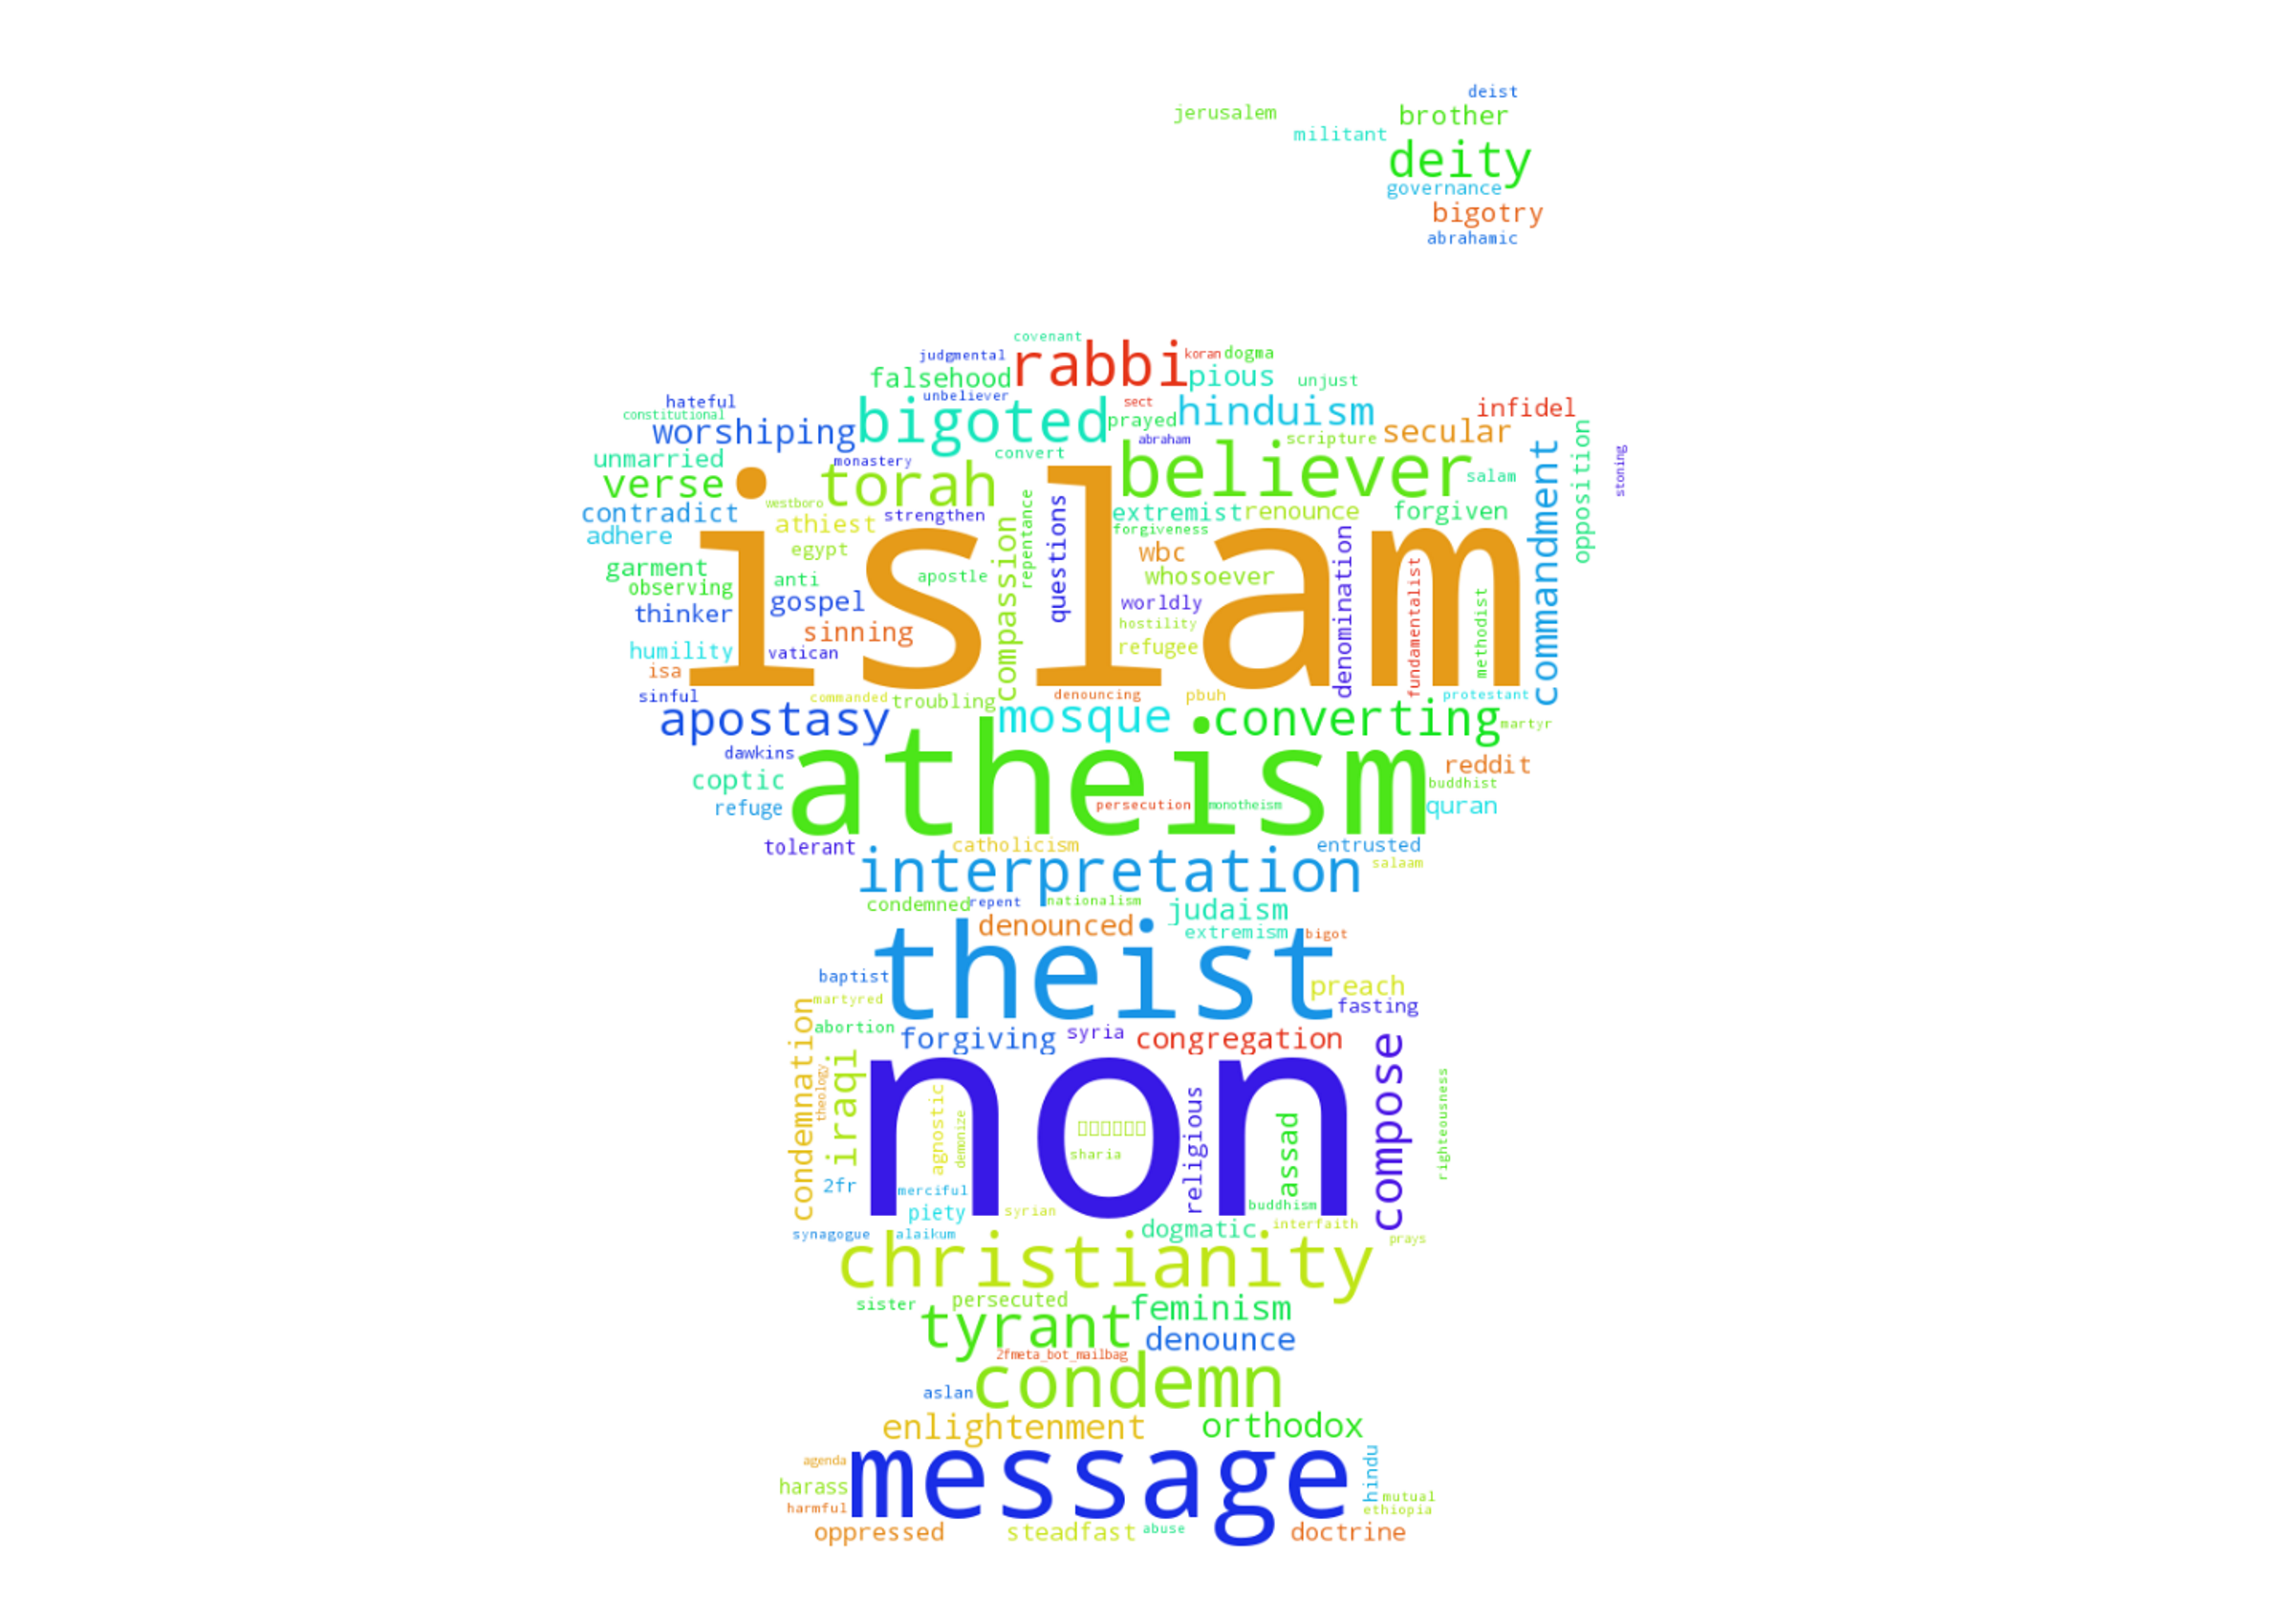 deist
jerusalem
brother
militant
deity
governance
bigotry
abrahamic
covenant
judgmental
rabbi
koran
dogma
falsehood
pious
unjust
hateful
unbeliever
sect
hinduism
infidel
constitutional
worshiping
bigoted
prayed
abraham
scripture
secular
opposition
stoning
unmarried
monastery
convert
believer
salam
commandment
verse
torah
westboro
contradict
athiest
strengthen
extremist
renounce
forgiven
adhere
egypt
compassion
repentance
questions
forgiveness
wbc
denomination
islam
garment
observing
anti
apostle
whosoever
fundamentalist
methodist
thinker
gospel
worldly
hostility
sinning
humility
vatican
refugee
isa
sinful
commanded
troubling
denouncing
pbuh
protestant
apostasy
mosque
converting
martyr
dawkins
atheism
reddit
coptic
buddhist
refuge
persecution
monotheism
quran
tolerant
catholicism
entrusted
interpretation
salaam
condemned
repent
nationalism
judaism
denounced
extremism
bigot
theist
baptist
preach
martyred
fasting
condemnation
abortion
forgiving
syria
congregation
compose
theology
iraqi
non
agnostic
demonize
sharia
religious
assad
righteousness
2fr
merciful
piety
syrian
buddhism
synagogue
alaikum
dogmatic
interfaith
prays
christianity
sister
persecuted
feminism
tyrant
denounce
2fmeta_bot_mailbag
aslan
condemn
enlightenment
orthodox
agenda
message
hindu
harass
mutual
harmful
ethiopia
oppressed
steadfast
abuse
doctrine